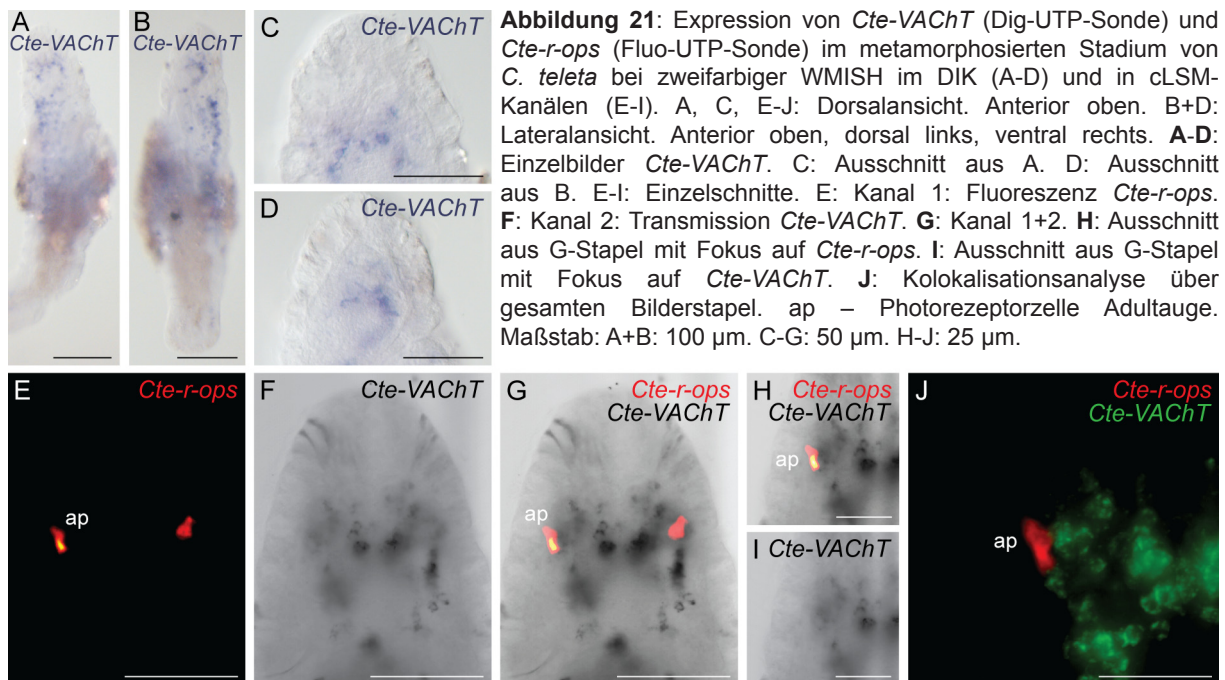 A
Cte-VAChT
B
Cte-VAChT
C
Cte-VAChT
D
Cte-VAChT
Abbildung 21: Expression von Cte-VAChT (Dig-UTP-Sonde) und
Cte-r-ops (Fluo-UTP-Sonde) im metamorphosierten Stadium von
C. teleta bei zweifarbiger WMISH im DIK (A-D) und in cLSM-
Kanälen (E-I). A, C, E-J: Dorsalansicht. Anterior oben. B+D:
Lateralansicht. Anterior oben, dorsal links, ventral rechts. A-D:
Einzelbilder Cte-VAChT. C: Ausschnitt aus A. D: Ausschnitt
aus B. E-I: Einzelschnitte. E: Kanal 1: Fluoreszenz Cte-r-ops.
F: Kanal 2: Transmission Cte-VAChT. G: Kanal 1+2. H: Ausschnitt
aus G-Stapel mit Fokus auf Cte-r-ops. I: Ausschnitt aus G-Stapel
mit Fokus auf Cte-VAChT. J: Kolokalisationsanalyse über
gesamten Bilderstapel. ap – Photorezeptorzelle Adultauge.
Maßstab: A+B: 100 µm. C-G: 50 µm. H-J: 25 µm.
E
Cte-r-ops
ap
F
Cte-VAChT
G
Cte-r-ops
Cte-VAChT
ap
H
Cte-r-ops
Cte-VAChT
ap
I
Cte-VAChT
J
Cte-r-ops
Cte-VAChT
ap